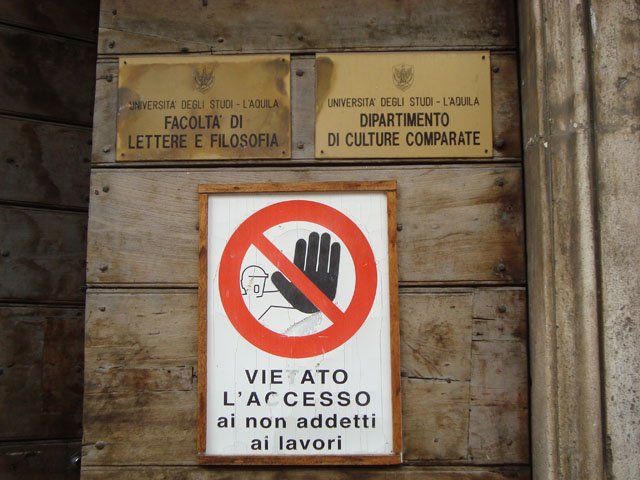 UNIVERSITA' DEGLI STUDI - L'AQUILA
FACOLTA' DI
LETTERE E FILOSOFIA
UNIVERSITA' DEGLI STUDI - L'AQUILA
DIPARTIMENTO
DI CULTURE COMPARATE
VIETATO
L'ACCESSO
ai non addetti
ai lavori